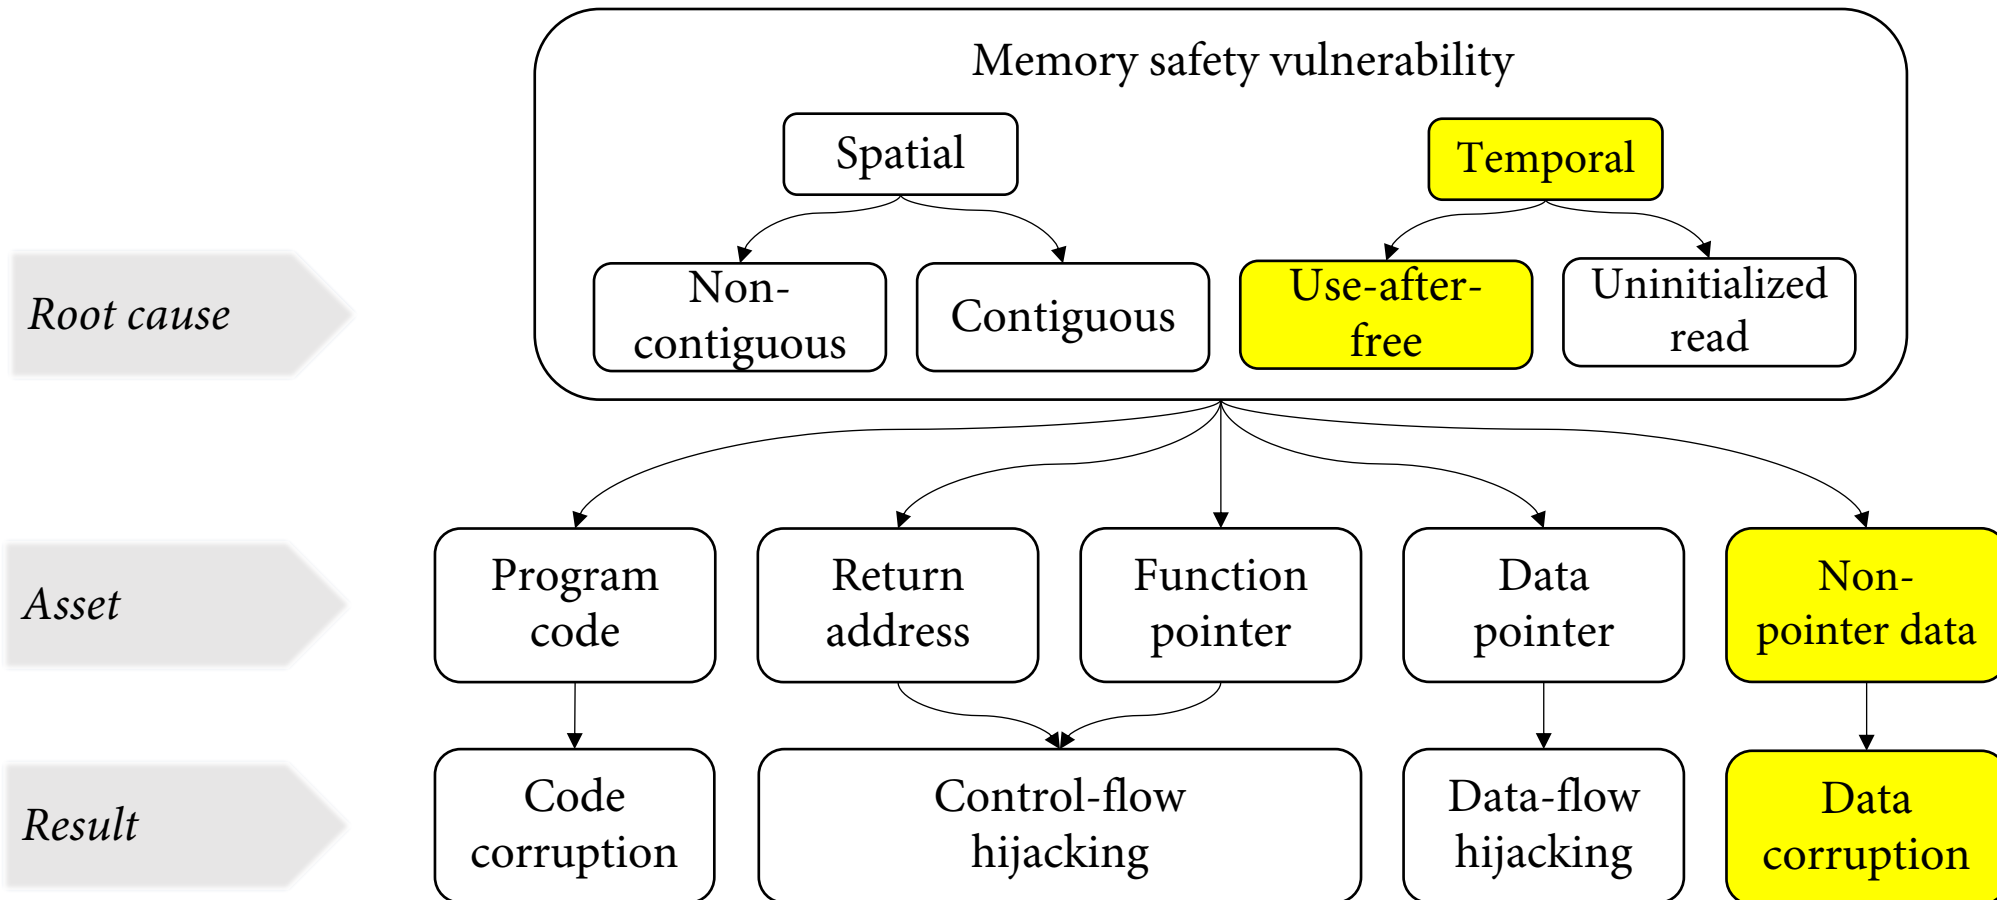 Memory safety vulnerability
Spatial
Temporal
Root cause
Non-
contiguous
Contiguous
Use-after-
free
Uninitialized
read
Asset
Program
code
Return
address
Function
pointer
Data
pointer
Non-
pointer data
Result
Code
corruption
Control-flow
hijacking
Data-flow
hijacking
Data
corruption